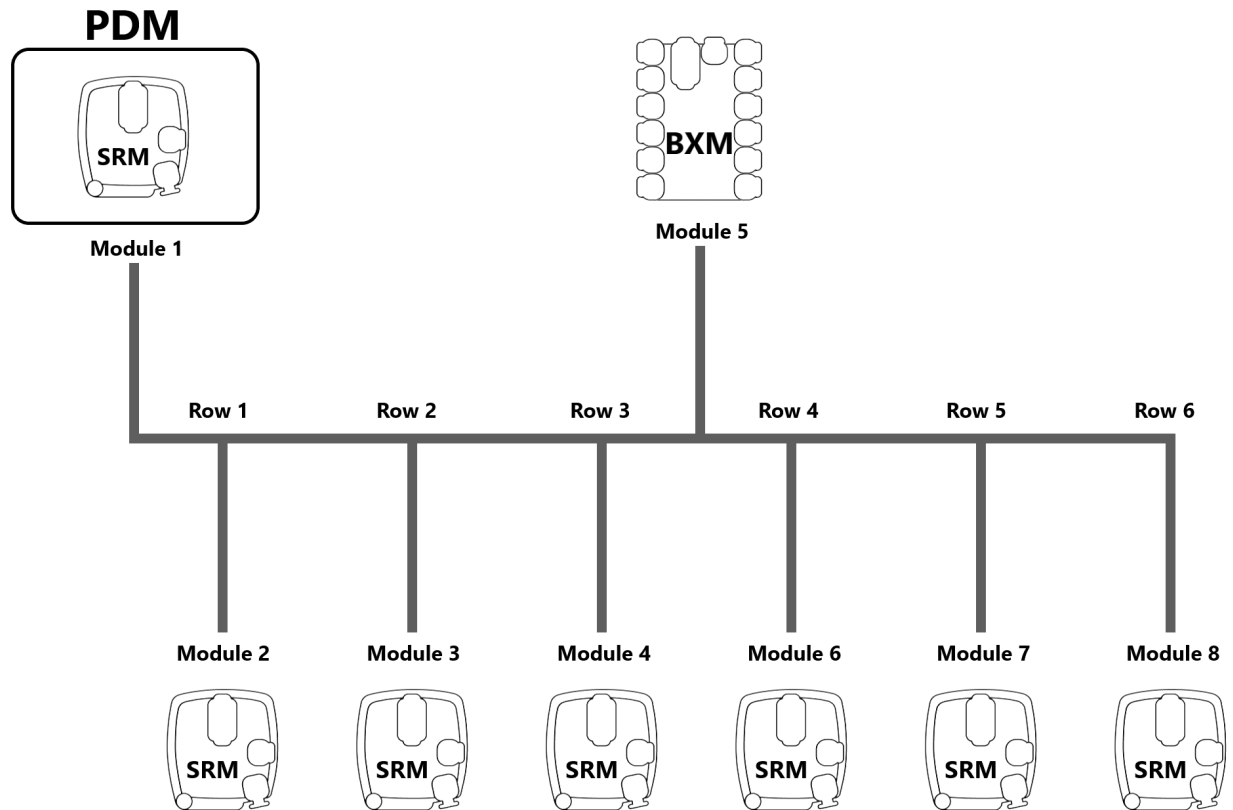 PDM
SRM
BXM
Module 1
Module 5
Row 1
Row 2
Row 3
Row 4
Row 5
Row 6
Module 2
Module 3
Module 4
Module 6
Module 7
Module 8
SRM
SRM
SRM
SRM
SRM
SRM